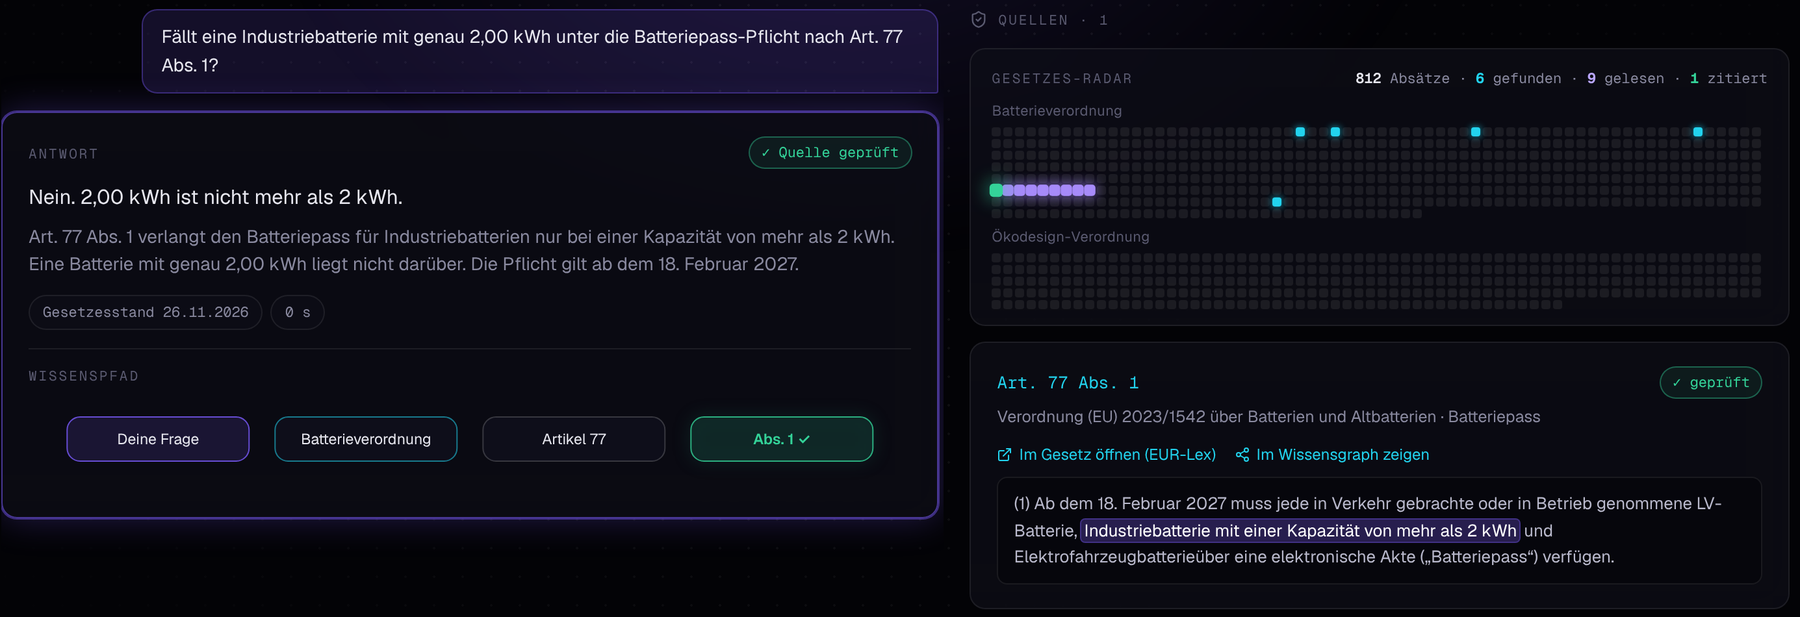 Fällt eine Industriebatterie mit genau 2,00 kWh unter die Batteriepass-Pflicht nach Art. 77
Abs. 1?
ANTWORT
✓ Quelle geprüft
Nein. 2,00 kWh ist nicht mehr als 2 kWh.
Art. 77 Abs. 1 verlangt den Batteriepass für Industriebatterien nur bei einer Kapazität von mehr als 2 kWh.
Eine Batterie mit genau 2,00 kWh liegt nicht darüber. Die Pflicht gilt ab dem 18. Februar 2027.
Gesetzesstand 26.11.2026
0 s
WISSENSPFAD
Deine Frage
Batterieverordnung
Artikel 77
Abs. 1 ✓
QUELLEN · 1
GESETZES-RADAR
812 Absätze · 6 gefunden · 9 gelesen · 1 zitiert
Batterieverordnung
Ökodesign-Verordnung
Art. 77 Abs. 1
✓ geprüft
Verordnung (EU) 2023/1542 über Batterien und Altbatterien · Batteriepass
Im Gesetz öffnen (EUR-Lex)
Im Wissensgraph zeigen
(1) Ab dem 18. Februar 2027 muss jede in Verkehr gebrachte oder in Betrieb genommene LV-
Batterie, Industriebatterie mit einer Kapazität von mehr als 2 kWh und
Elektrofahrzeugbatterieüber eine elektronische Akte („Batteriepass“) verfügen.